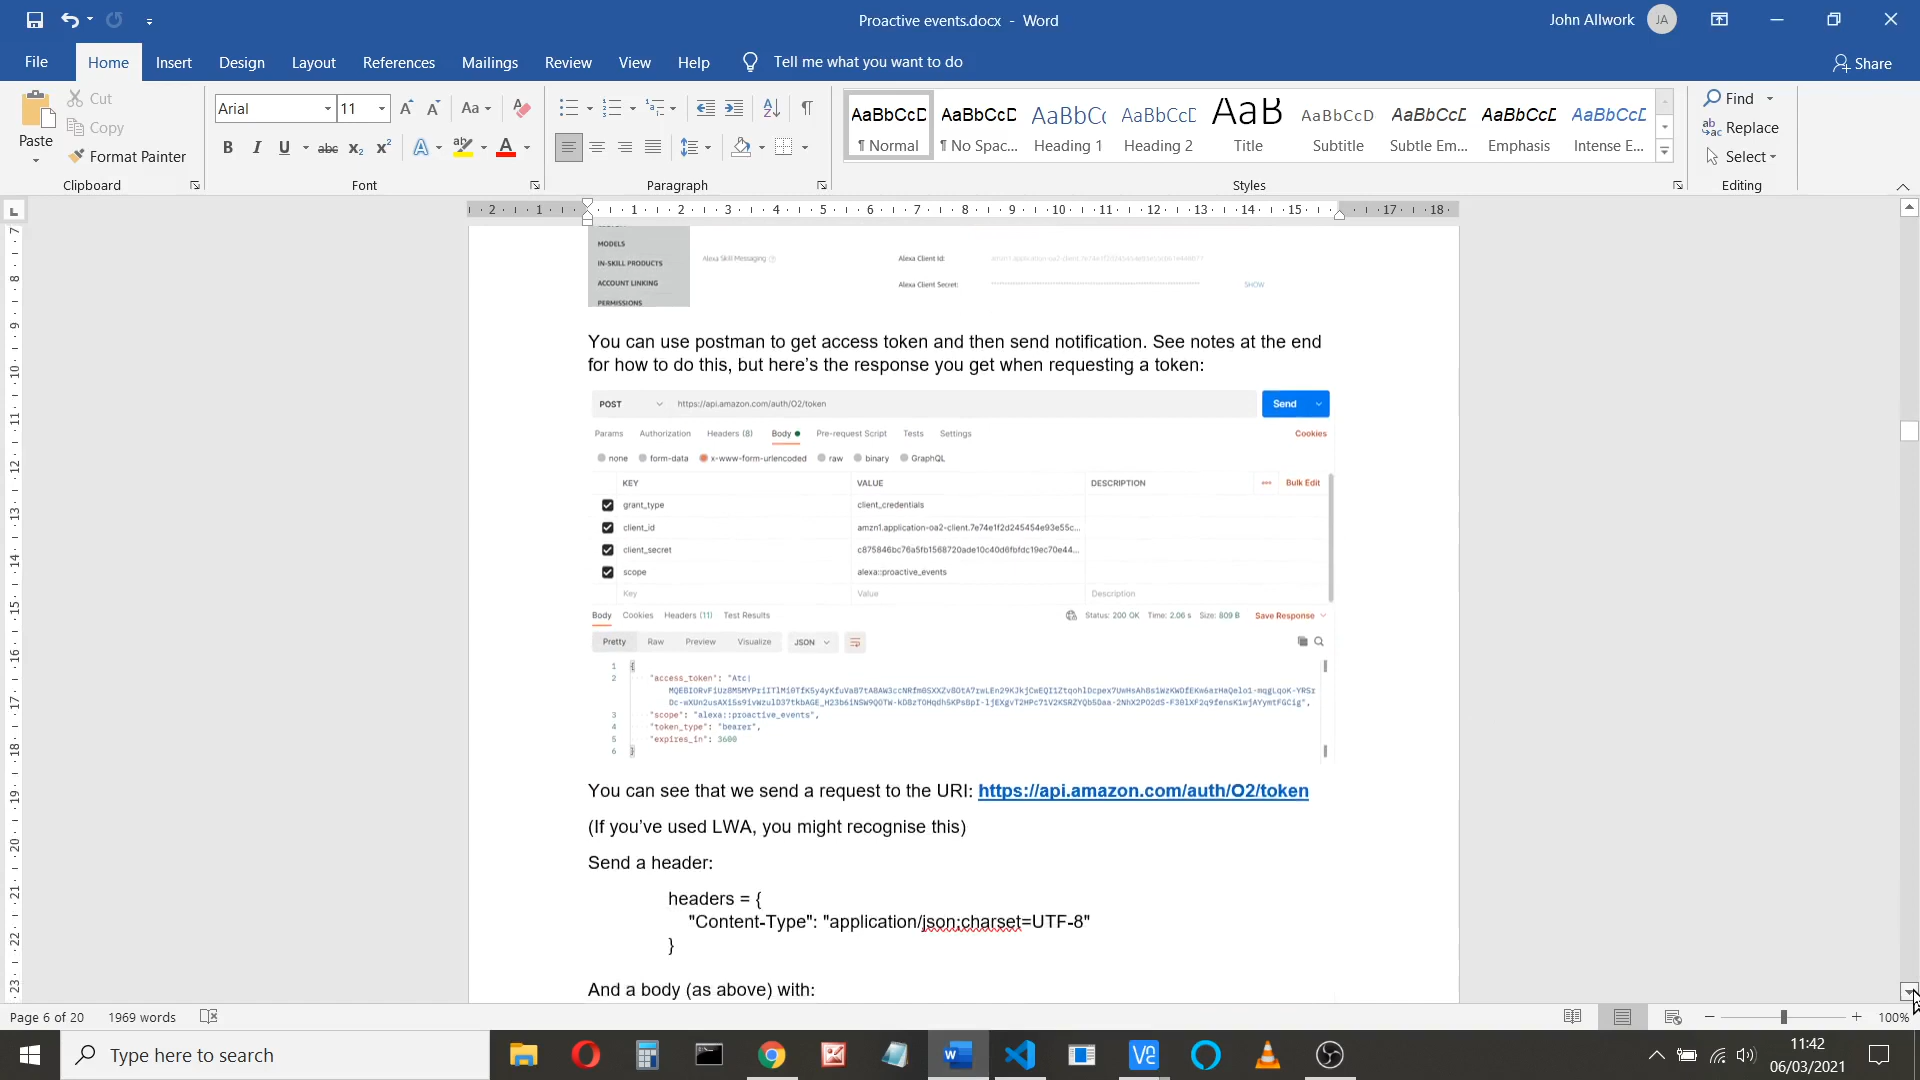 Proactive events.docx - Word
John Allwork
JA
File
Home
Insert
Design
Layout
References
Mailings
Review
View
Help
Tell me what you want to do
Share
Paste
Cut
Copy
Format Painter
Clipboard
Arial
11
Font
Paragraph
AaBbCcD
¶ Normal
AaBbCcD
¶ No Spac...
AaBbCc
Heading 1
AaBbCcD
Heading 2
AaB
Title
AaBbCcD
Subtitle
AaBbCcD
Subtle Em...
AaBbCcD
Emphasis
AaBbCcD
Intense E...
Styles
Find
Replace
Select
Editing
MODELS
IN-SKILL PRODUCTS
ACCOUNT LINKING
PERMISSIONS
Alexa Skill Messaging
Alexa Client Id:
Alexa Client Secret:
SHOW
You can use postman to get access token and then send notification. See notes at the end
for how to do this, but here's the response you get when requesting a token:
POST
https://api.amazon.com/auth/O2/token
Send
Params Authorization Headers (8) Body Pre-request Script Tests Settings Cookies
none form-data x-www-form-urlencoded raw binary GraphQL
KEY VALUE DESCRIPTION ••• Bulk Edit
grant_type client_credentials
client_id amzn1.application-oa2-client.7e74e1f2d245454e93e55c...
client_secret c875846bc76a5fb1568720ade10c40d6fbfdc19ec70e44...
scope alexa::proactive_events
Key Value Description
Body Cookies Headers (11) Test Results Status: 200 OK Time: 2.06 s Size: 809 B Save Response
Pretty Raw Preview Visualize JSON
1 {
2 "access_token": "Atc|
3 "scope": "alexa::proactive_events",
4 "token_type": "bearer",
5 "expires_in": 3600
6 }
You can see that we send a request to the URI: https://api.amazon.com/auth/O2/token
(If you've used LWA, you might recognise this)
Send a header:
headers = {
"Content-Type": "application/json;charset=UTF-8"
}
And a body (as above) with:
Page 6 of 20
1969 words
100%
Type here to search
11:42
06/03/2021